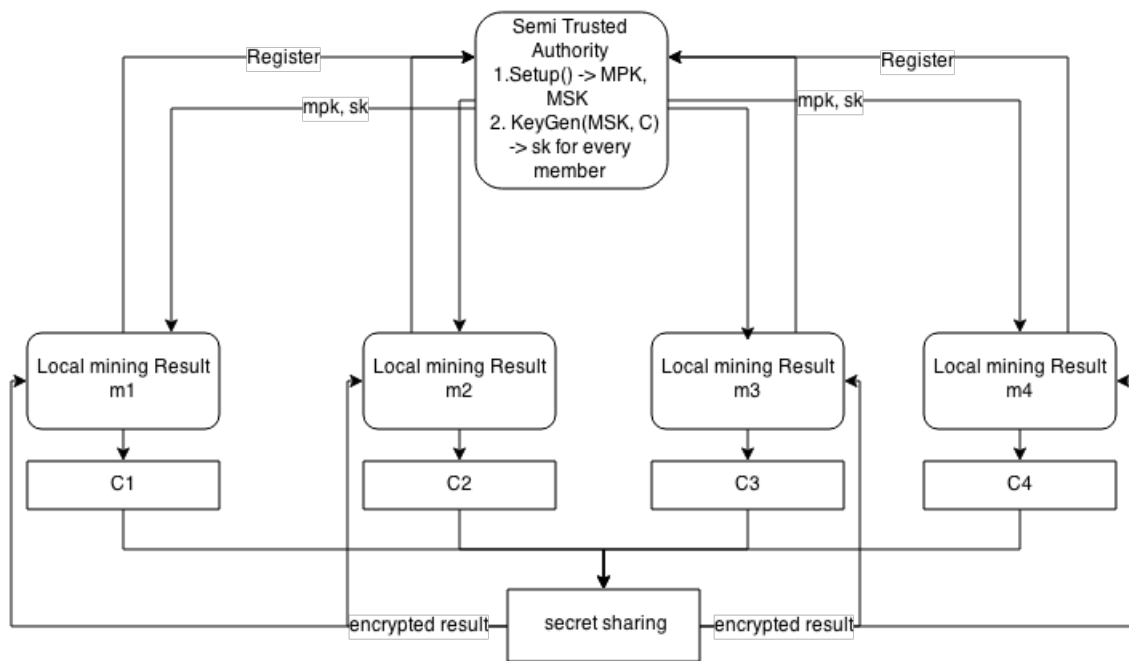 Semi Trusted
Authority
1.Setup() -> MPK,
MSK
2. KeyGen(MSK, C)
-> sk for every
member
Register
Register
mpk, sk
mpk, sk
Local mining Result
m1
Local mining Result
m2
Local mining Result
m3
Local mining Result
m4
C1
C2
C3
C4
encrypted result
secret sharing
encrypted result